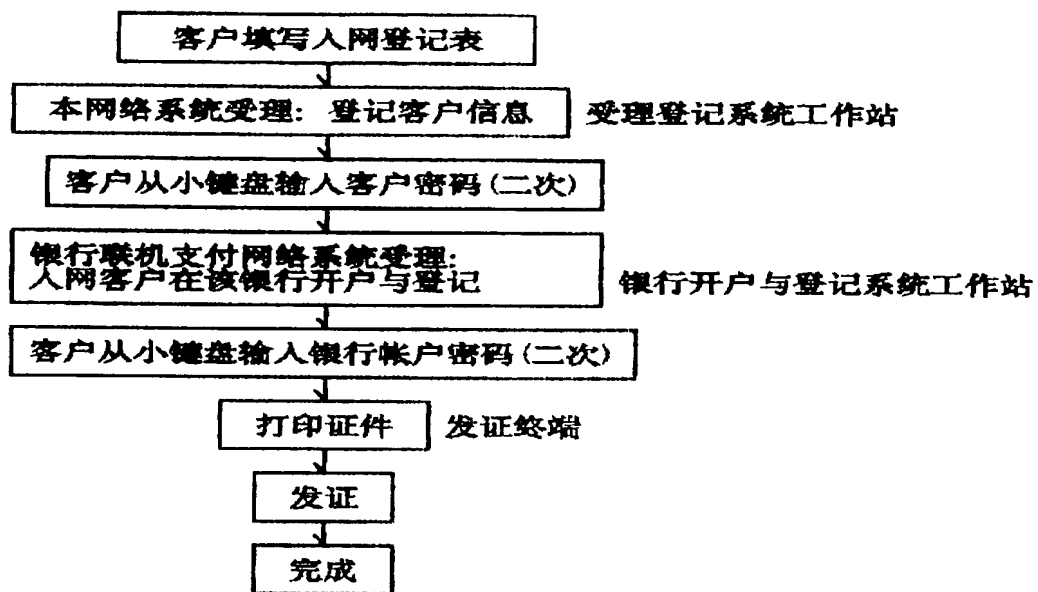 客户填写入网登记表
本网络系统受理: 登记客户信息 受理登记系统工作站
客户从小键盘输入客户密码(二次)
银行联机支付网络系统受理:
入网客户在该银行开户与登记 银行开户与登记系统工作站
客户从小键盘输入银行帐户密码(二次)
打印证件 发证终端
发证
完成